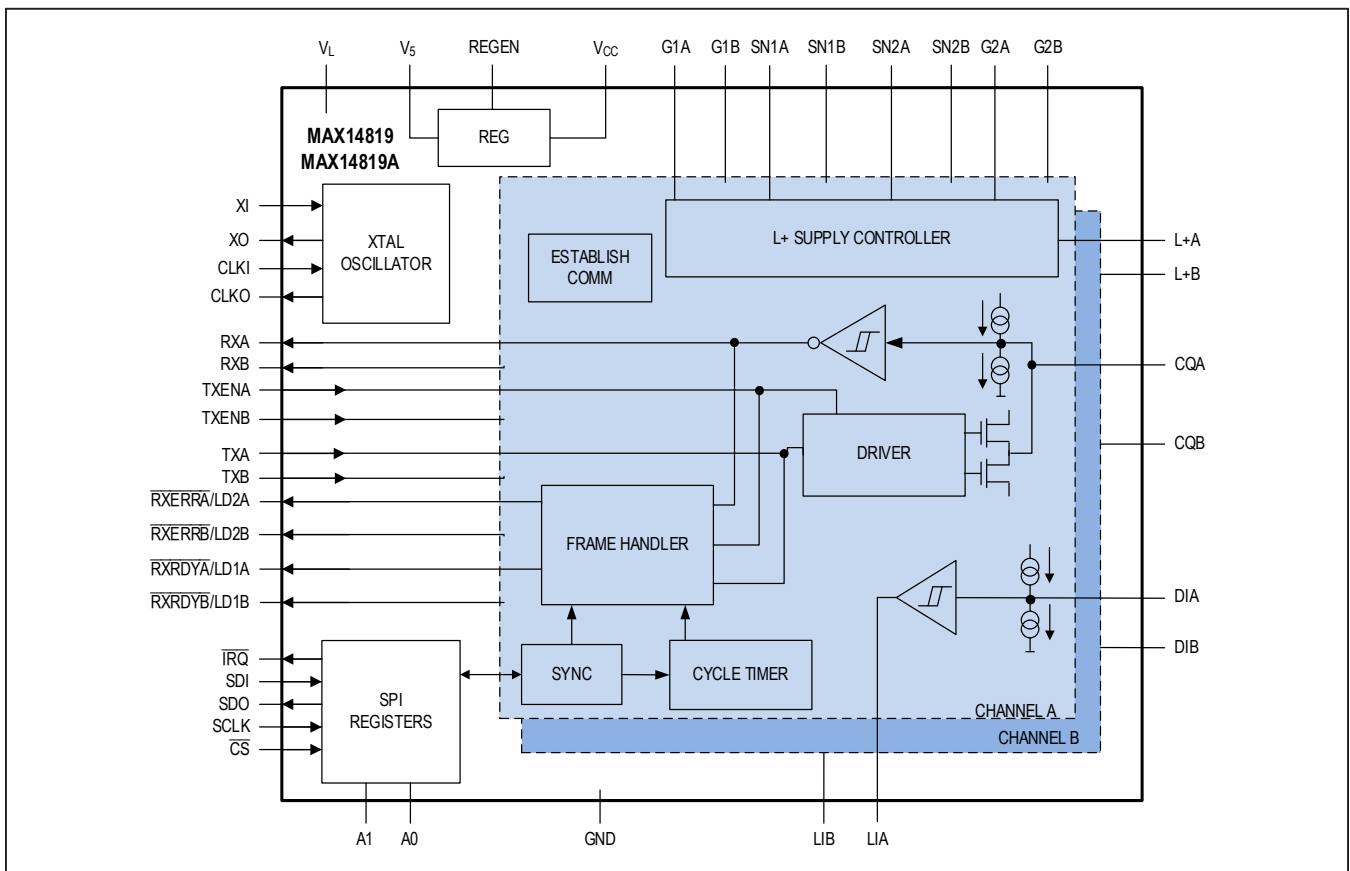 VL V5 REGEN VCC G1A G1B SN1A SN1B SN2A SN2B G2A G2B
MAX14819
MAX14819A
REG
XI
XO
CLKI
CLKO
XTAL
OSCILLATOR
ESTABLISH
COMM
L+ SUPPLY CONTROLLER
L+A
L+B
RXA
RXB
TXENA
TXENB
TXA
TXB
RXERRA/LD2A
RXERRB/LD2B
RXRDYA/LD1A
RXRDYB/LD1B
DRIVER
CQA
CQB
FRAME HANDLER
DIA
DIB
IRQ
SDI
SDO
SCLK
CS
SPI
REGISTERS
SYNC
CYCLE TIMER
CHANNEL A
CHANNEL B
A1 A0 GND LIB LIA